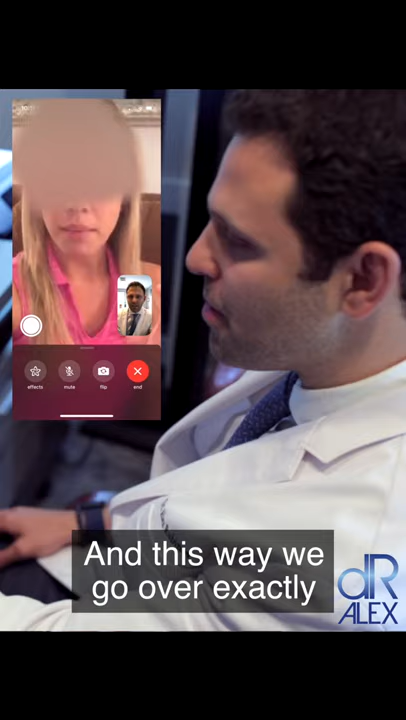 effects
mute
flip
end
And this way we
go over exactly
dR
ALEX